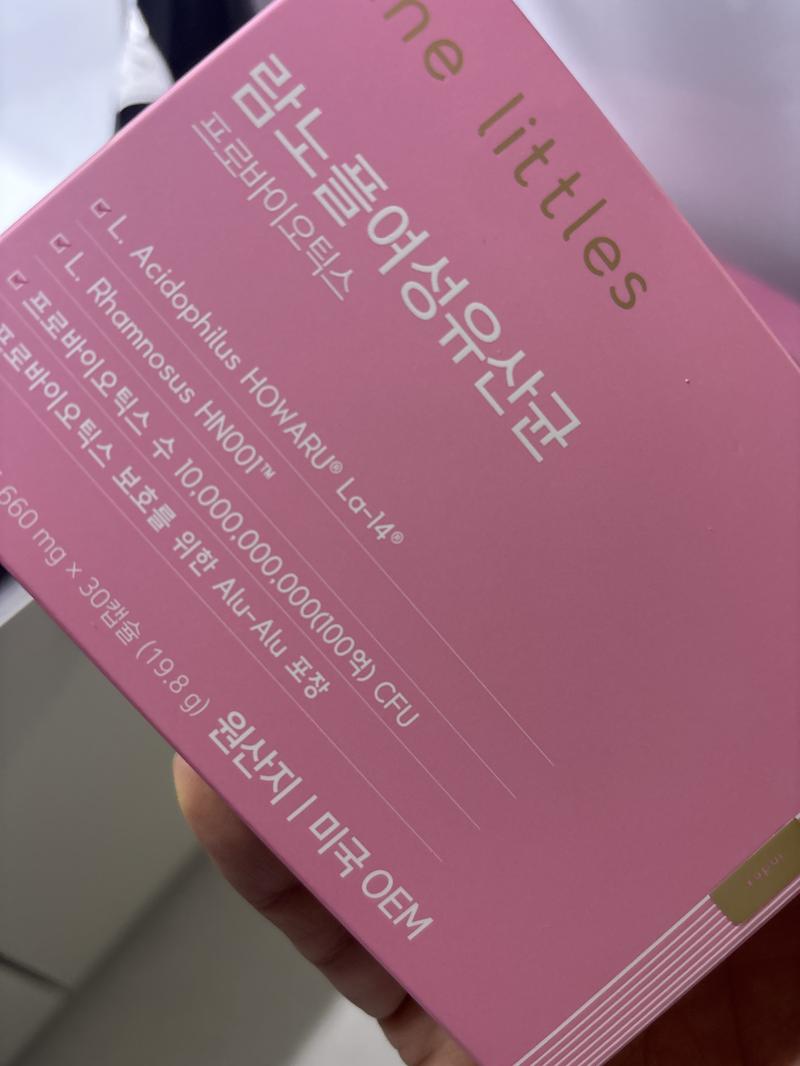 ne littles
람노플여성유산균
프로바이오틱스
L. Acidophilus HOWARU® La-14®
L. Rhamnosus HN001™
프로바이오틱스 수 10,000,000,000(100억) CFU
프로바이오틱스 보호를 위한 Alu-Alu 포장
660 mg × 30캡슐 (19.8 g)
원산지 | 미국 OEM